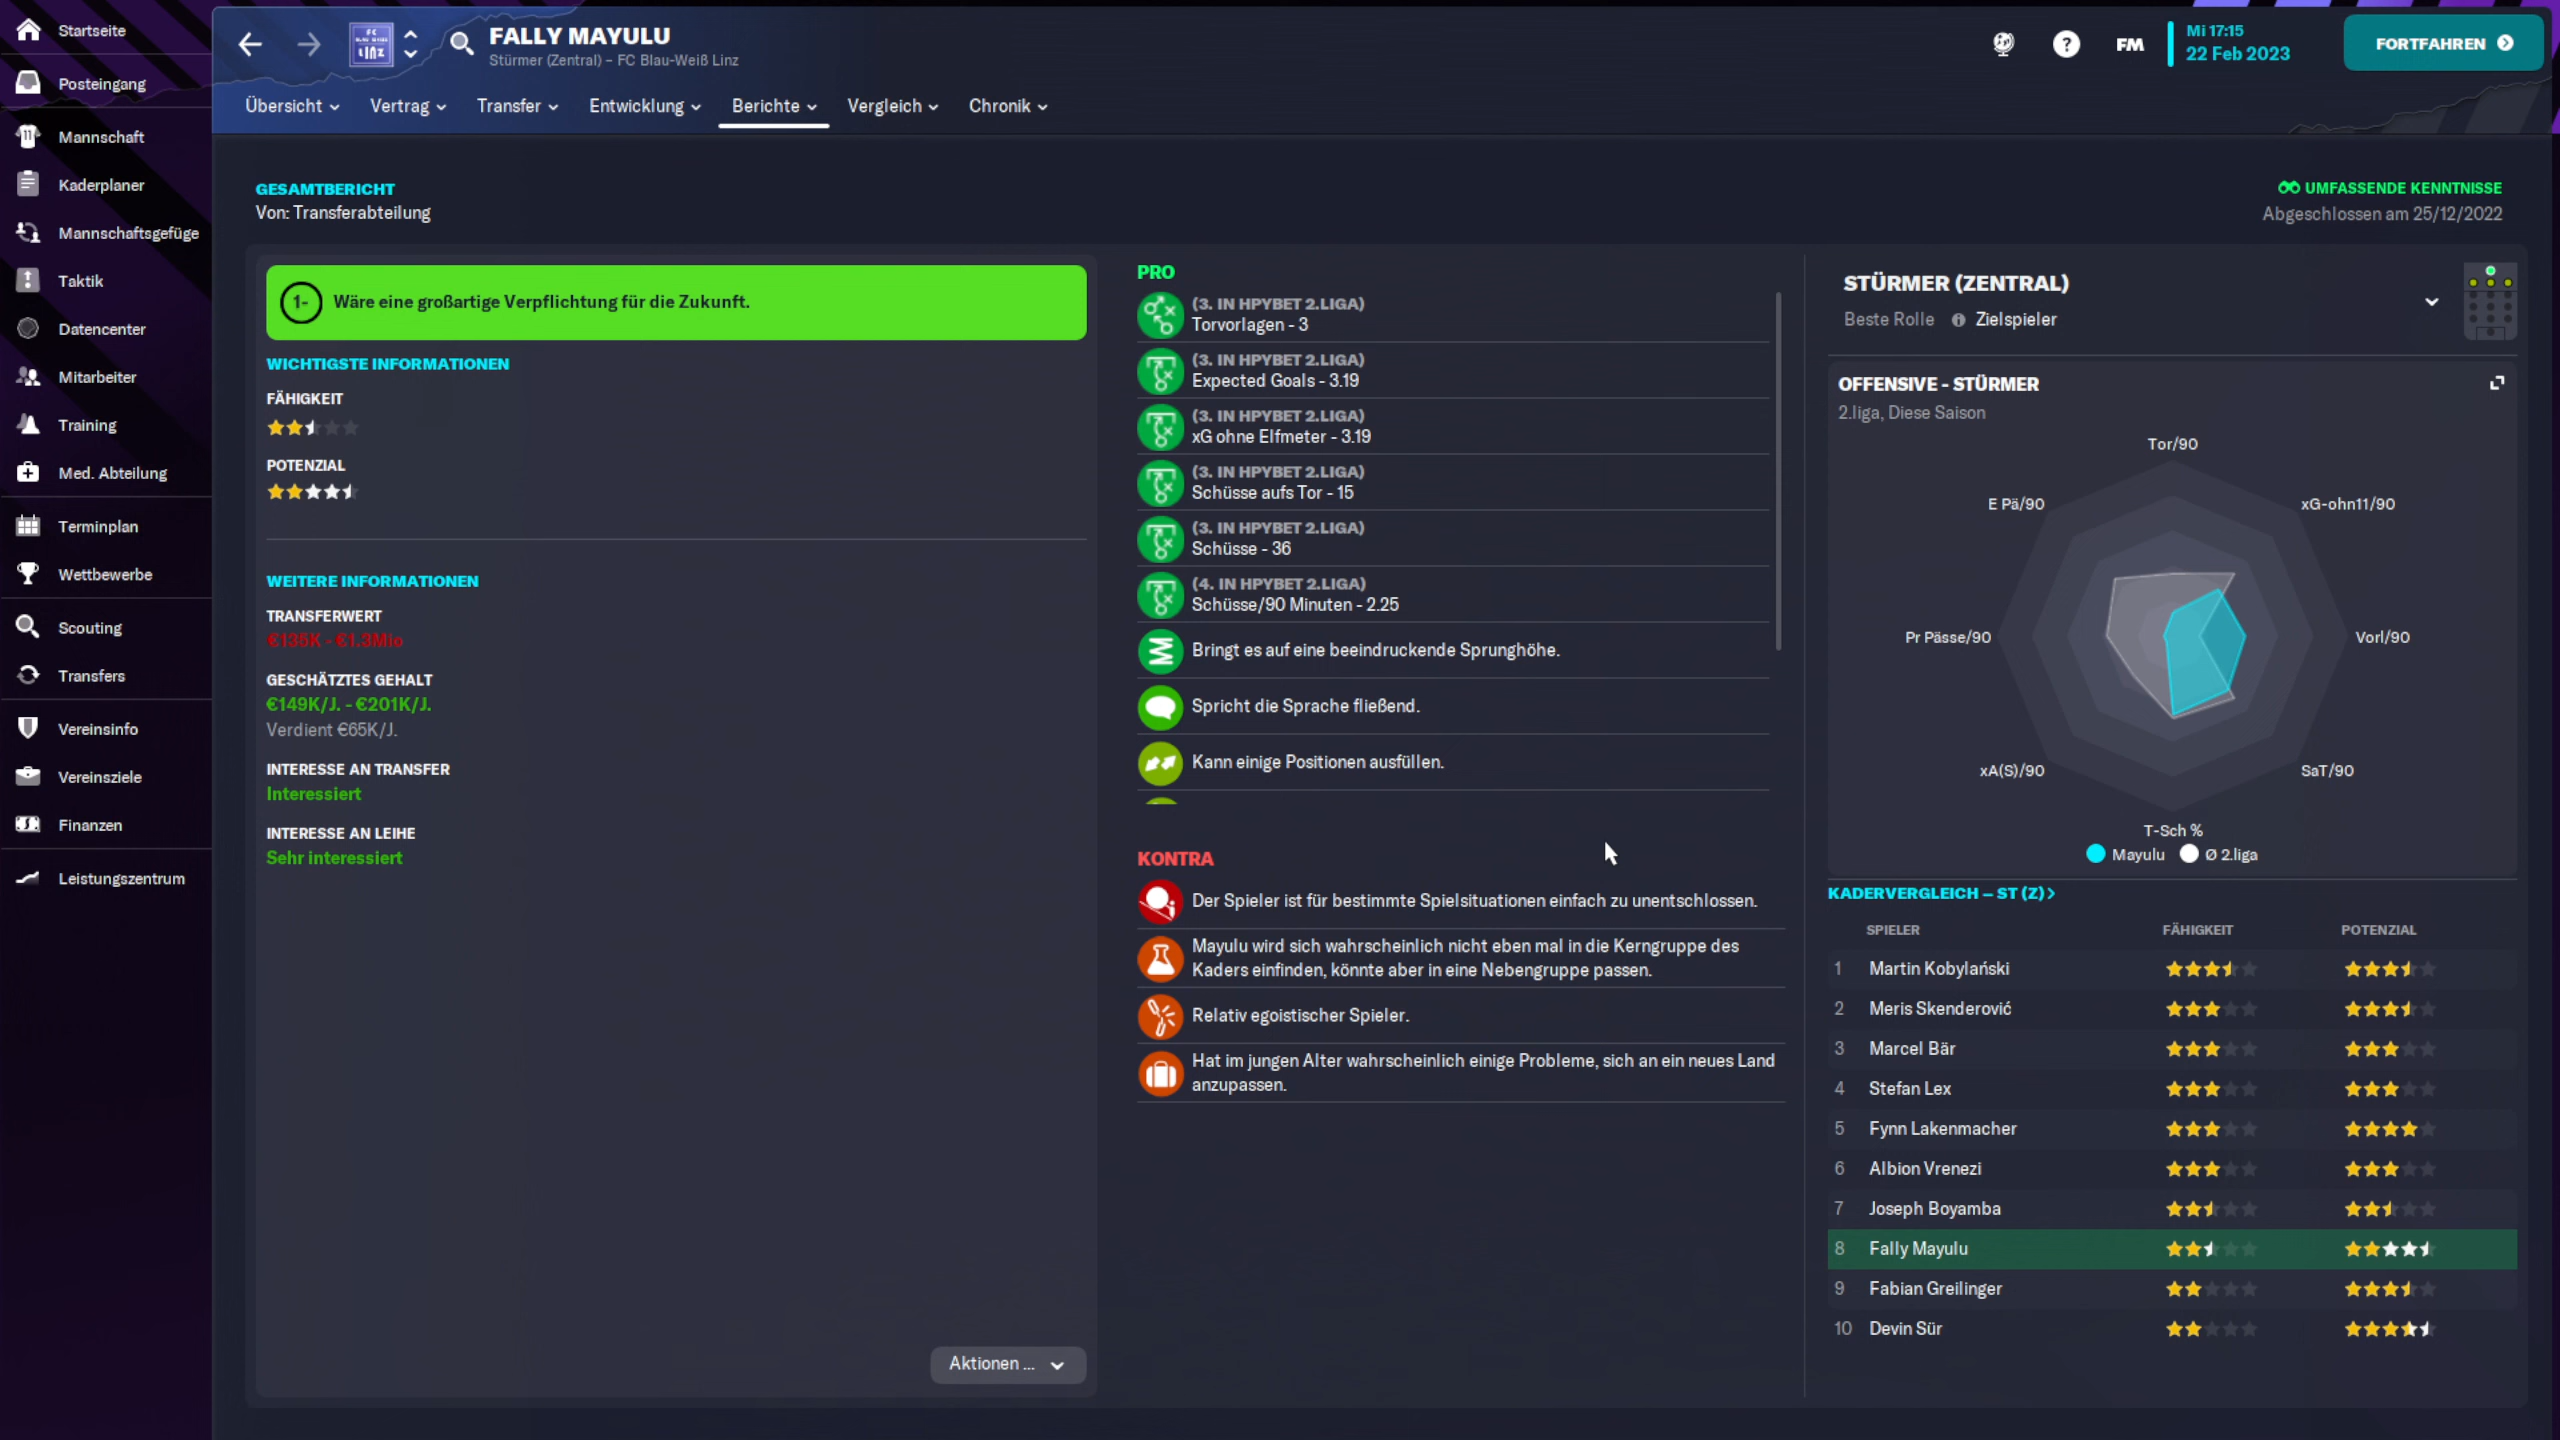 Startseite
Posteingang
Mannschaft
Kaderplaner
Mannschaftsgefüge
Taktik
Datencenter
Mitarbeiter
Training
Med. Abteilung
Terminplan
Wettbewerbe
Scouting
Transfers
Vereinsinfo
Vereinsziele
Finanzen
Leistungszentrum
FC
BLAU WEISS
LINZ
FALLY MAYULU
Stürmer (Zentral) – FC Blau-Weiß Linz
?
FM
Mi 17:15
22 Feb 2023
FORTFAHREN
Übersicht
Vertrag
Transfer
Entwicklung
Berichte
Vergleich
Chronik
GESAMTBERICHT
Von: Transferabteilung
UMFASSENDE KENNTNISSE
Abgeschlossen am 25/12/2022
1- Wäre eine großartige Verpflichtung für die Zukunft.
WICHTIGSTE INFORMATIONEN
FÄHIGKEIT
POTENZIAL
WEITERE INFORMATIONEN
TRANSFERWERT
€135K - €1.3Mio
GESCHÄTZTES GEHALT
€149K/J. - €201K/J.
Verdient €65K/J.
INTERESSE AN TRANSFER
Interessiert
INTERESSE AN LEIHE
Sehr interessiert
Aktionen ...
PRO
(3. IN HPYBET 2.LIGA)
Torvorlagen - 3
(3. IN HPYBET 2.LIGA)
Expected Goals - 3.19
(3. IN HPYBET 2.LIGA)
xG ohne Elfmeter - 3.19
(3. IN HPYBET 2.LIGA)
Schüsse aufs Tor - 15
(3. IN HPYBET 2.LIGA)
Schüsse - 36
(4. IN HPYBET 2.LIGA)
Schüsse/90 Minuten - 2.25
Bringt es auf eine beeindruckende Sprunghöhe.
Spricht die Sprache fließend.
Kann einige Positionen ausfüllen.
KONTRA
Der Spieler ist für bestimmte Spielsituationen einfach zu unentschlossen.
Mayulu wird sich wahrscheinlich nicht eben mal in die Kerngruppe des
Kaders einfinden, könnte aber in eine Nebengruppe passen.
Relativ egoistischer Spieler.
Hat im jungen Alter wahrscheinlich einige Probleme, sich an ein neues Land
anzupassen.
STÜRMER (ZENTRAL)
Beste Rolle Zielspieler
OFFENSIVE - STÜRMER
2.liga, Diese Saison
Tor/90
E Pä/90
xG-ohn11/90
Pr Pässe/90
Vorl/90
xA(S)/90
SaT/90
T-Sch %
Mayulu Ø 2.liga
KADERVERGLEICH – ST (Z) >
SPIELER FÄHIGKEIT POTENZIAL
1 Martin Kobylański
2 Meris Skenderović
3 Marcel Bär
4 Stefan Lex
5 Fynn Lakenmacher
6 Albion Vrenezi
7 Joseph Boyamba
8 Fally Mayulu
9 Fabian Greilinger
10 Devin Sür